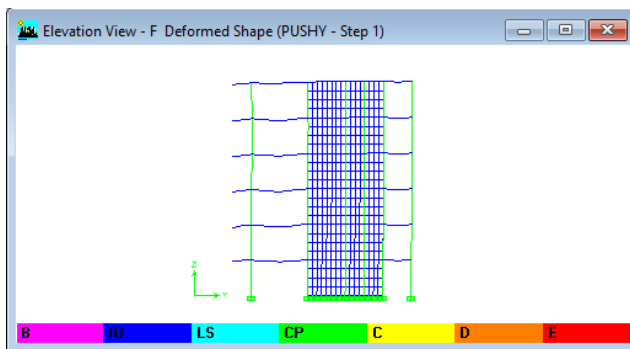 Elevation View - F Deformed Shape (PUSHY - Step 1)
Z
Y
B IO LS CP C D E